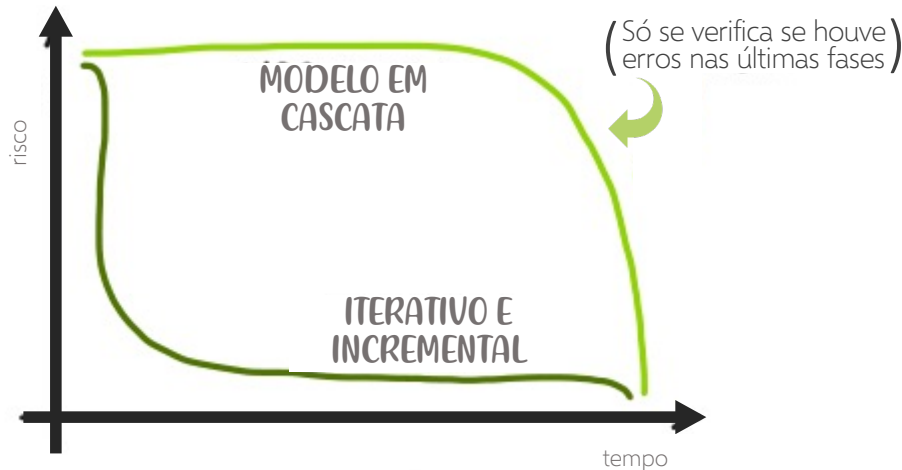 (Só se verifica se houve
erros nas últimas fases)
MODELO EM
CASCATA
risco
ITERATIVO E
INCREMENTAL
tempo